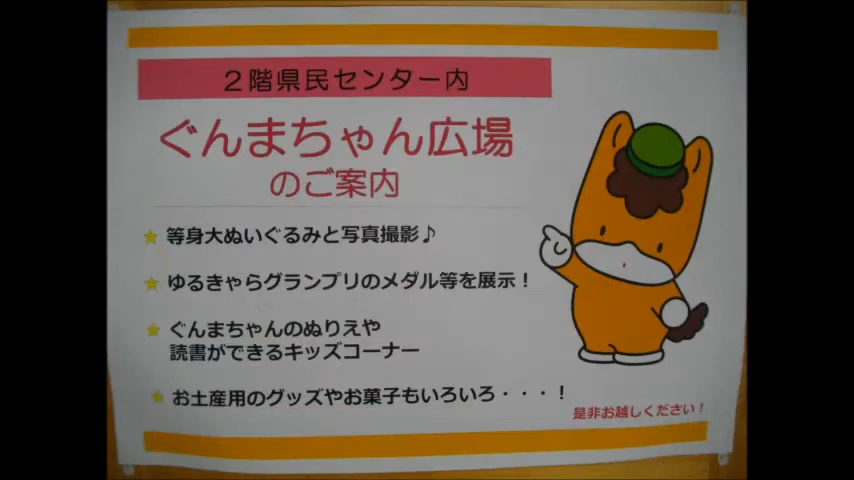 2階県民センター内
ぐんまちゃん広場
のご案内
等身大ぬいぐるみと写真撮影♪
ゆるきゃらグランプリのメダル等を展示！
ぐんまちゃんのぬりえや
読書ができるキッズコーナー
お土産用のグッズやお菓子もいろいろ・・・！
是非お越しください！